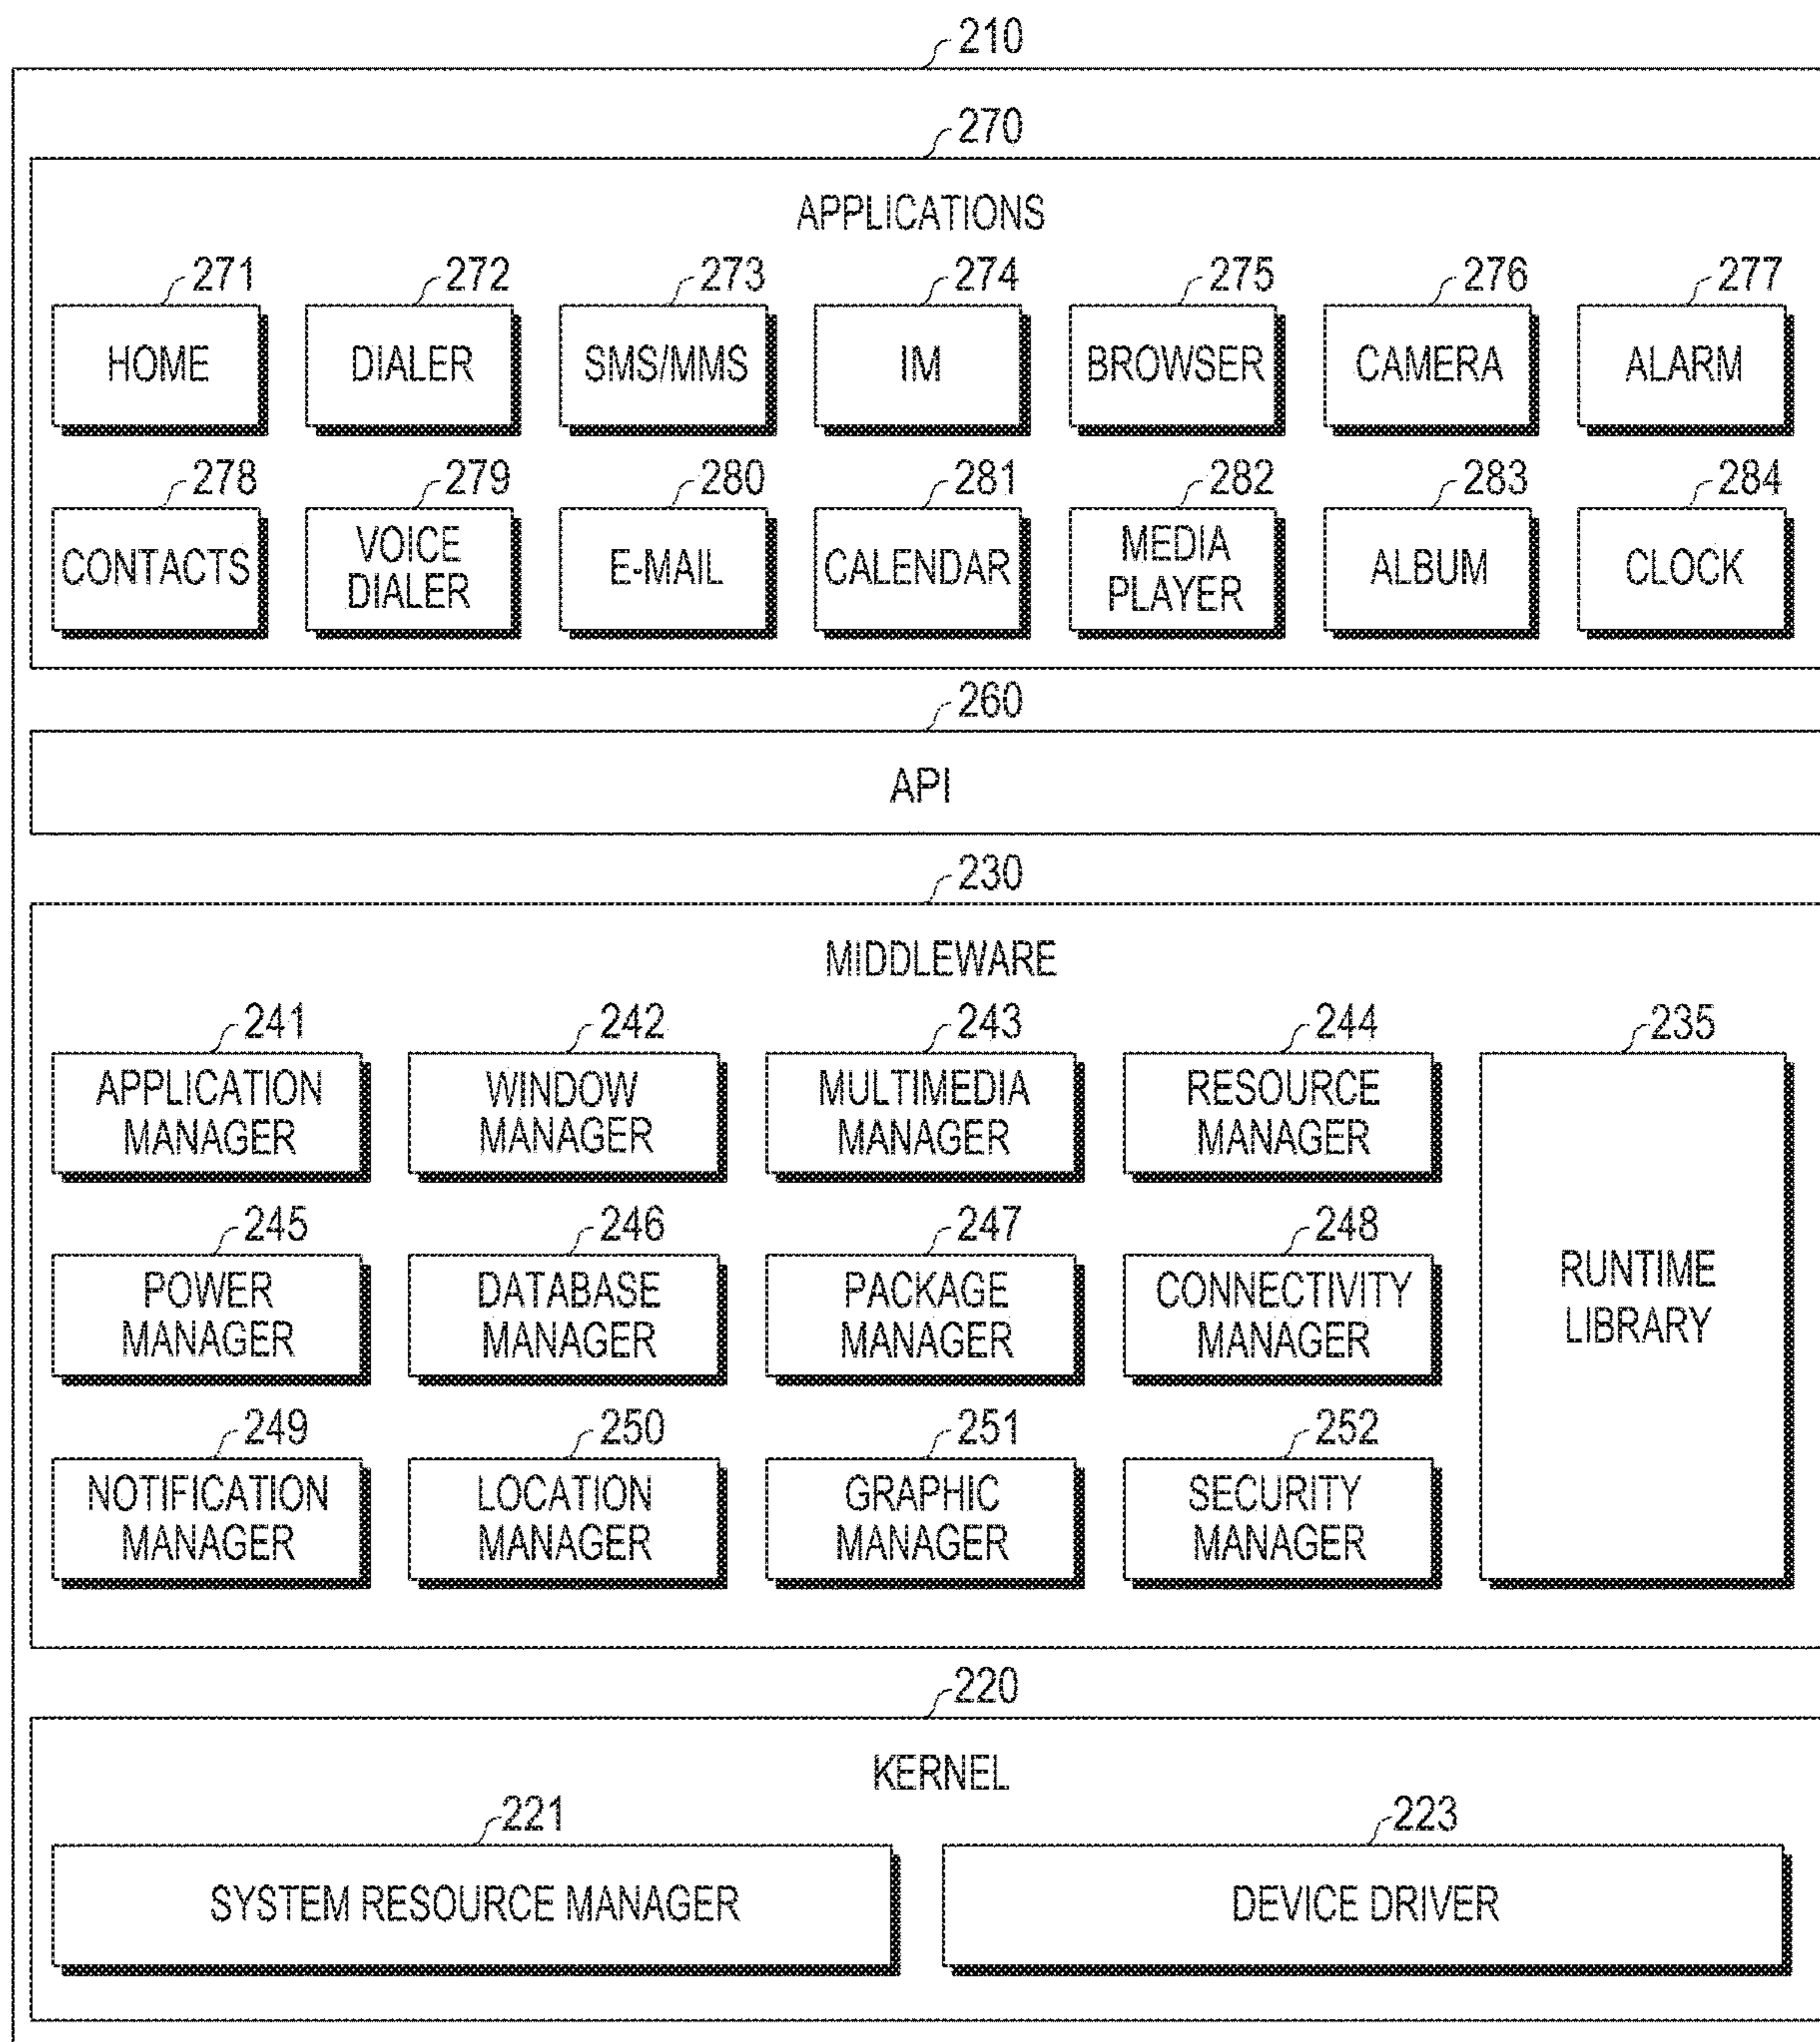 210
270
APPLICATIONS
271 272 273 274 275 276 277
HOME DIALER SMS/MMS IM BROWSER CAMERA ALARM
278 279 280 281 282 283 284
CONTACTS VOICE DIALER E-MAIL CALENDAR MEDIA PLAYER ALBUM CLOCK
260
API
230
MIDDLEWARE
241 242 243 244 235
APPLICATION MANAGER WINDOW MANAGER MULTIMEDIA MANAGER RESOURCE MANAGER
245 246 247 248
POWER MANAGER DATABASE MANAGER PACKAGE MANAGER CONNECTIVITY MANAGER RUNTIME LIBRARY
249 250 251 252
NOTIFICATION MANAGER LOCATION MANAGER GRAPHIC MANAGER SECURITY MANAGER
220
KERNEL
221 223
SYSTEM RESOURCE MANAGER DEVICE DRIVER